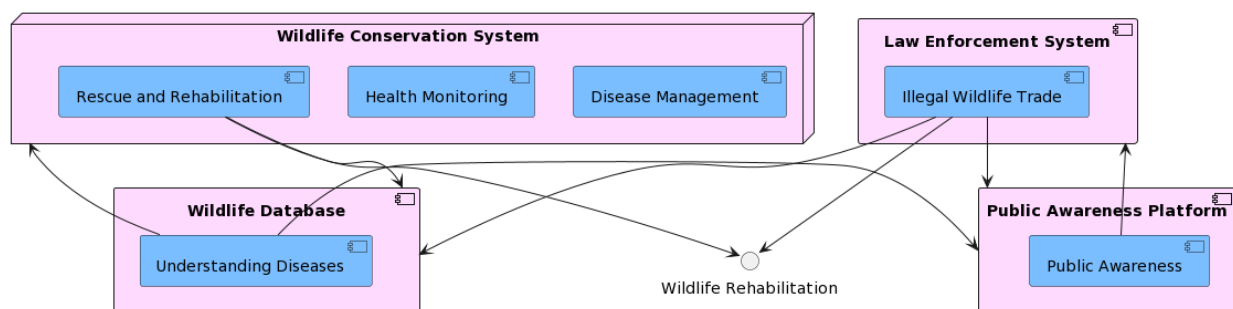 Wildlife Conservation System
Law Enforcement System
Rescue and Rehabilitation
Health Monitoring
Disease Management
Illegal Wildlife Trade
Wildlife Database
Public Awareness Platform
Understanding Diseases
Public Awareness
Wildlife Rehabilitation